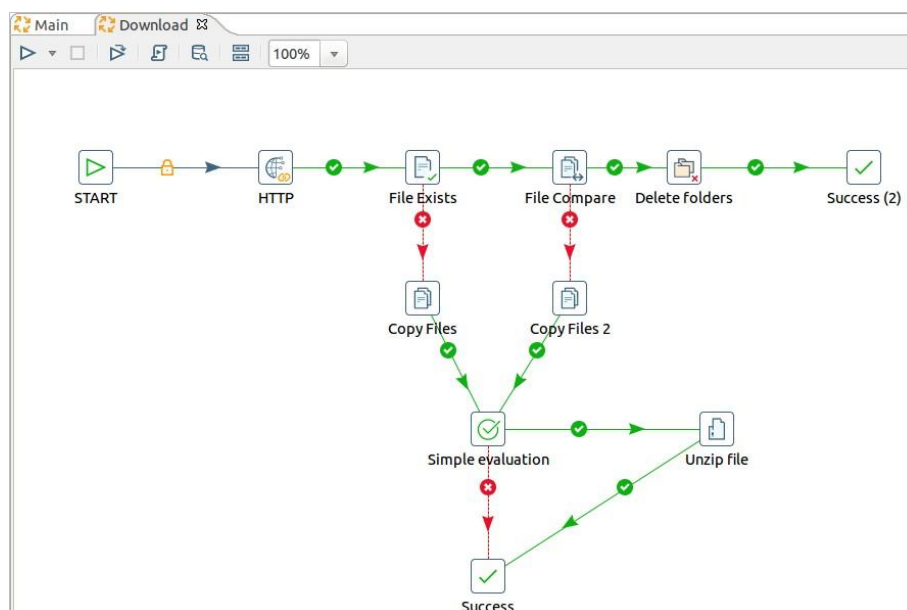 Main
Download
100%
START
HTTP
File Exists
File Compare
Delete folders
Success (2)
Copy Files
Copy Files 2
Simple evaluation
Unzip file
Success